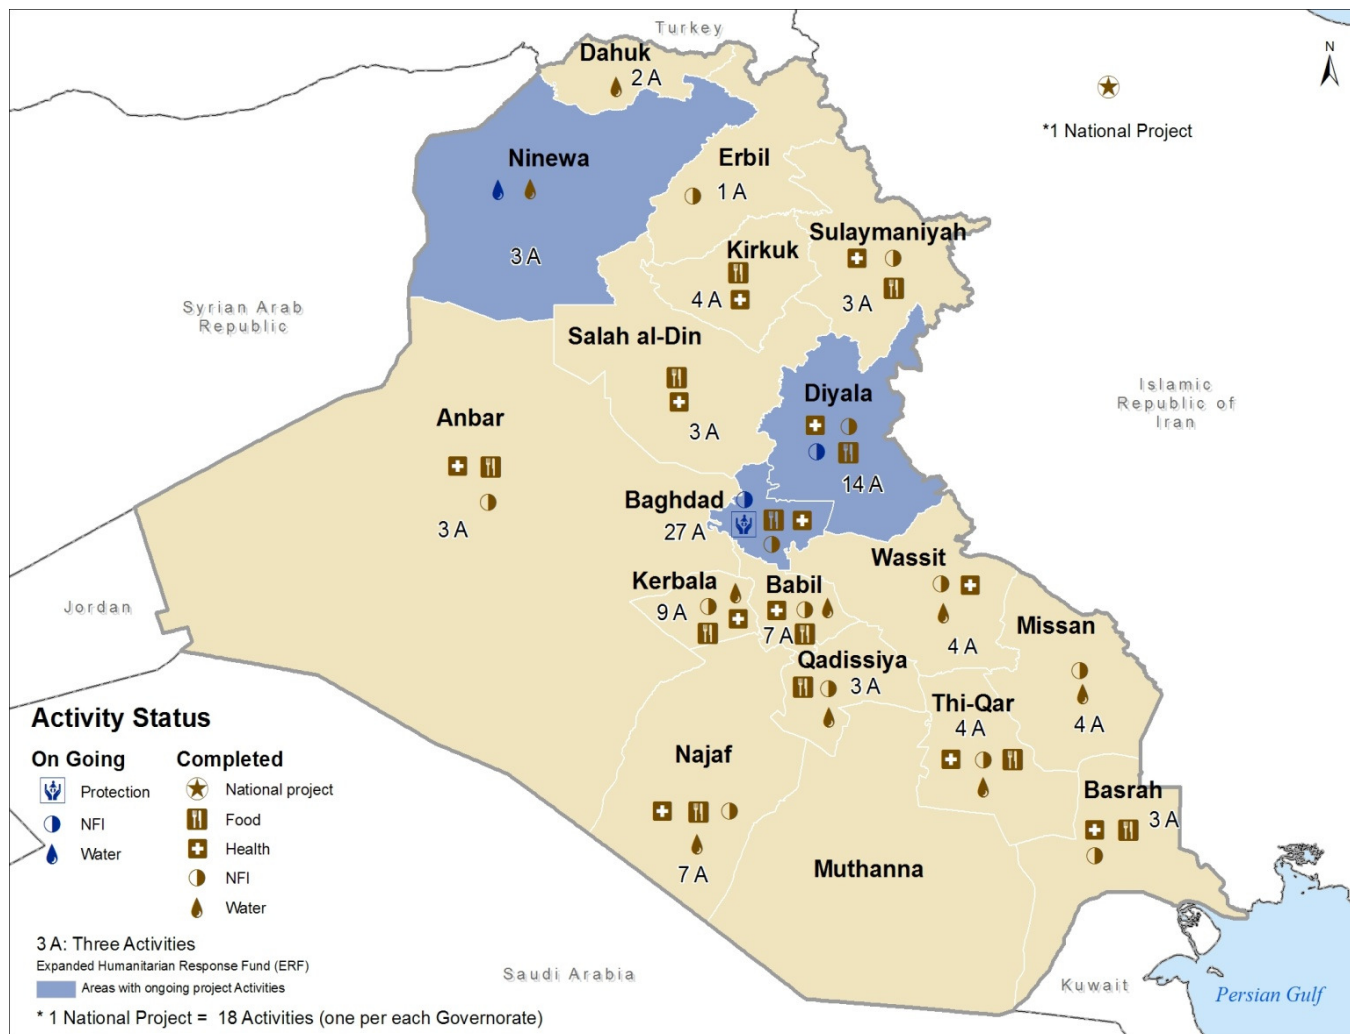 Turkey
N
Dahuk
2 A
*1 National Project
Ninewa
3 A
Erbil
1 A
Sulaymaniyah
3 A
Kirkuk
4 A
Syrian Arab
Republic
Salah al-Din
3 A
Islamic
Republic of
Iran
Diyala
14 A
Anbar
3 A
Baghdad
27 A
Wassit
4 A
Kerbala
9 A
Babil
7 A
Jordan
Missan
4 A
Qadissiya
3 A
Thi-Qar
4 A
Najaf
7 A
Basrah
3 A
Muthanna
Saudi Arabia
Kuwait
Persian Gulf
Activity Status
On Going
Protection
NFI
Water
Completed
National project
Food
Health
NFI
Water
3 A: Three Activities
Expanded Humanitarian Response Fund (ERF)
Areas with ongoing project Activities
* 1 National Project = 18 Activities (one per each Governorate)